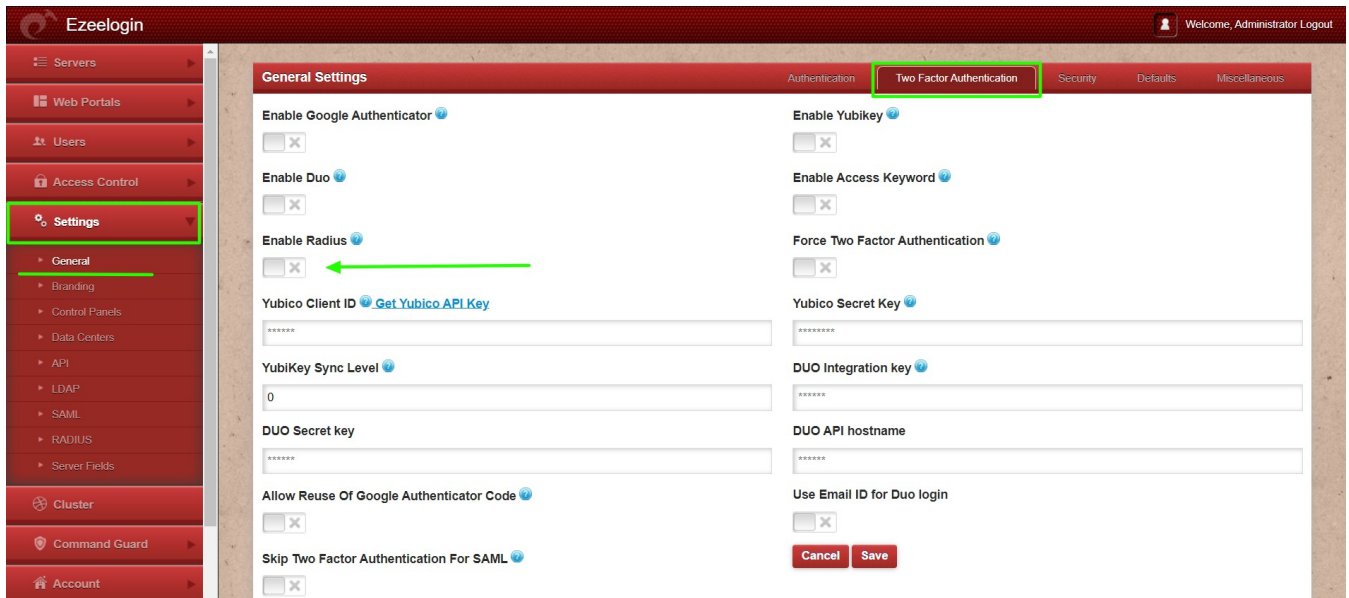 Ezeelogin
Welcome, Administrator Logout
Servers
Web Portals
Users
Access Control
Settings
General
Branding
Control Panels
Data Centers
API
LDAP
SAML
RADIUS
Server Fields
Cluster
Command Guard
Account
General Settings
Authentication
Two Factor Authentication
Security
Defaults
Miscellaneous
Enable Google Authenticator
Enable Yubikey
Enable Duo
Enable Access Keyword
Enable Radius
Force Two Factor Authentication
Yubico Client ID Get Yubico API Key
Yubico Secret Key
******
********
YubiKey Sync Level
DUO Integration key
0
******
DUO Secret key
DUO API hostname
******
******
Allow Reuse Of Google Authenticator Code
Use Email ID for Duo login
Skip Two Factor Authentication For SAML
Cancel
Save